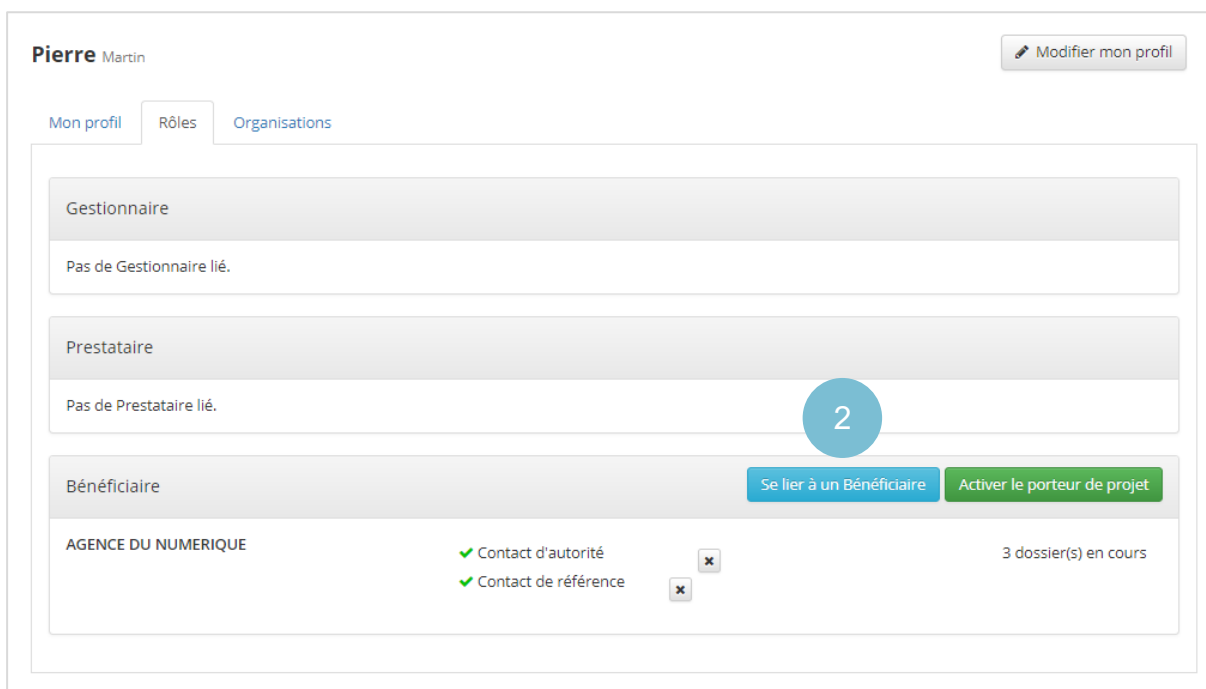 Pierre Martin
Modifier mon profil
Mon profil Rôles Organisations
Gestionnaire
Pas de Gestionnaire lié.
Prestataire
Pas de Prestataire lié.
2
Bénéficiaire
Se lier à un Bénéficiaire
Activer le porteur de projet
AGENCE DU NUMERIQUE
Contact d'autorité
3 dossier(s) en cours
Contact de référence